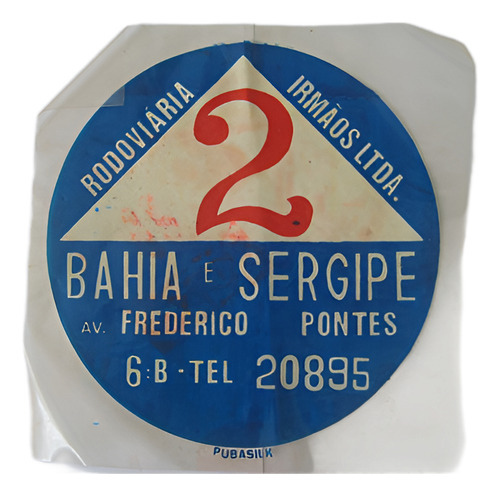 RODOVIÁRIA
2
IRMÃOS LTDA.
BAHIA E SERGIPE
AV. FREDERICO PONTES
6:B - TEL 20895
PUBASILK